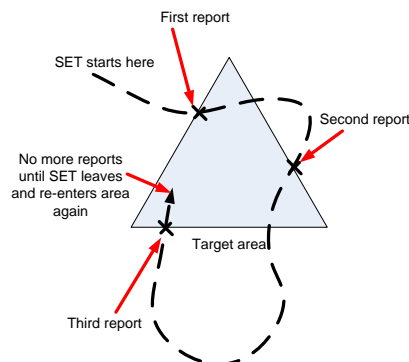 First report
SET starts here
Second report
No more reports
until SET leaves
and re-enters area
again
Target area
Third report